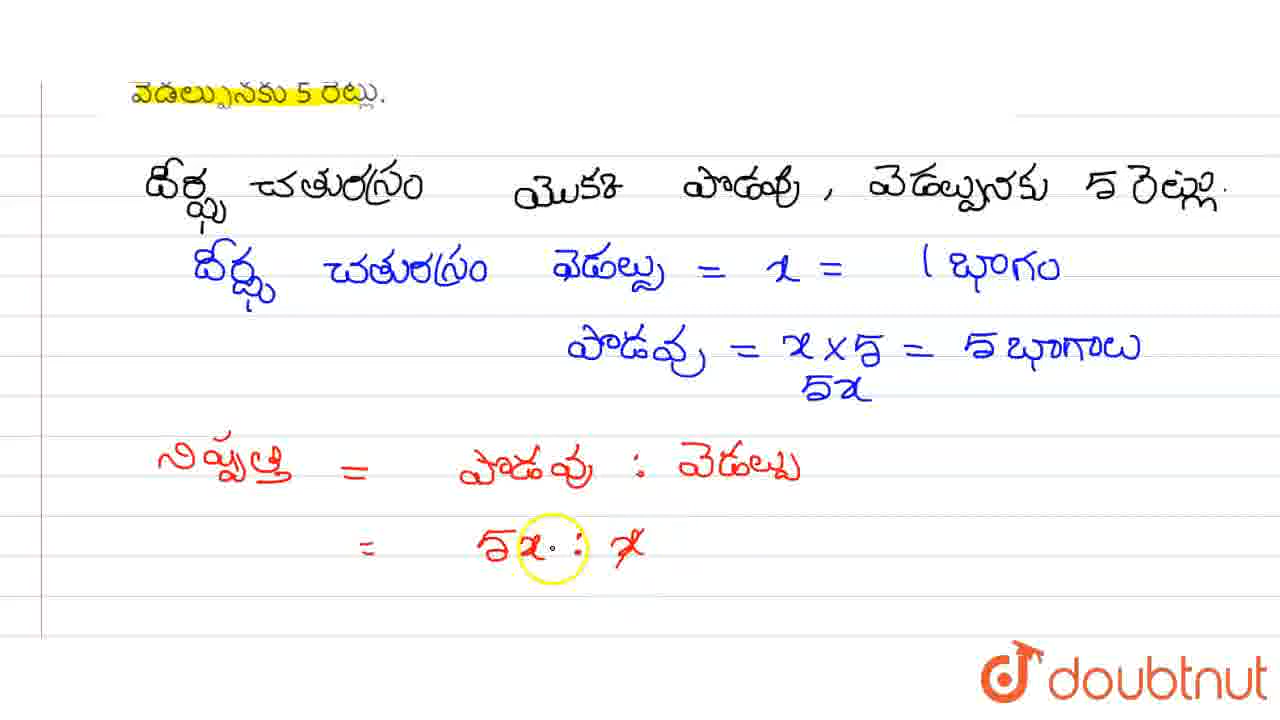 వెడల్పునకు 5 రెట్లు.
దీర్ఘ చతురస్రం యొక్క పొడవు, వెడల్పునకు 5 రెట్లు.
దీర్ఘ చతురస్రం వెడల్పు = x = 1 భాగం
పొడవు = x × 5 = 5 భాగాలు
5x
నిష్పత్తి = పొడవు : వెడల్పు
= 5x : x
doubtnut